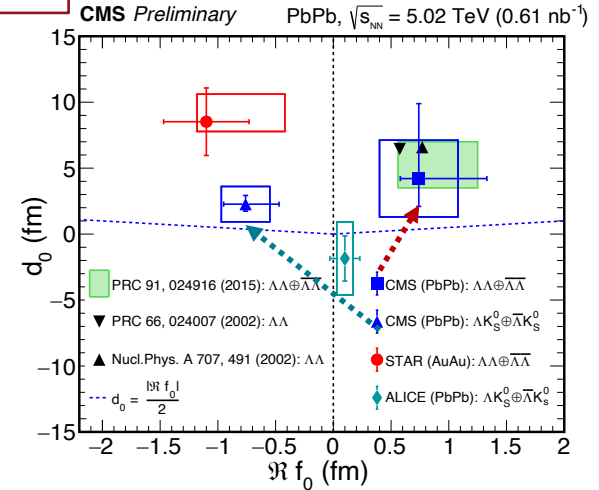 CMS Preliminary PbPb, √s_NN = 5.02 TeV (0.61 nb⁻¹)
15
10
5
0
−5
−10
−15
d₀ (fm)
PRC 91, 024916 (2015): ΛΛ⊕Λ̅Λ̅
PRC 66, 024007 (2002): ΛΛ
Nucl.Phys. A 707, 491 (2002): ΛΛ
d₀ = |ℜ f₀| / 2
CMS (PbPb): ΛΛ⊕Λ̅Λ̅
CMS (PbPb): ΛK⁰_S⊕Λ̅K⁰_S
STAR (AuAu): ΛΛ⊕Λ̅Λ̅
ALICE (PbPb): ΛK⁰_S⊕Λ̅K⁰_s
−2 −1.5 −1 −0.5 0 0.5 1 1.5 2
ℜ f₀ (fm)